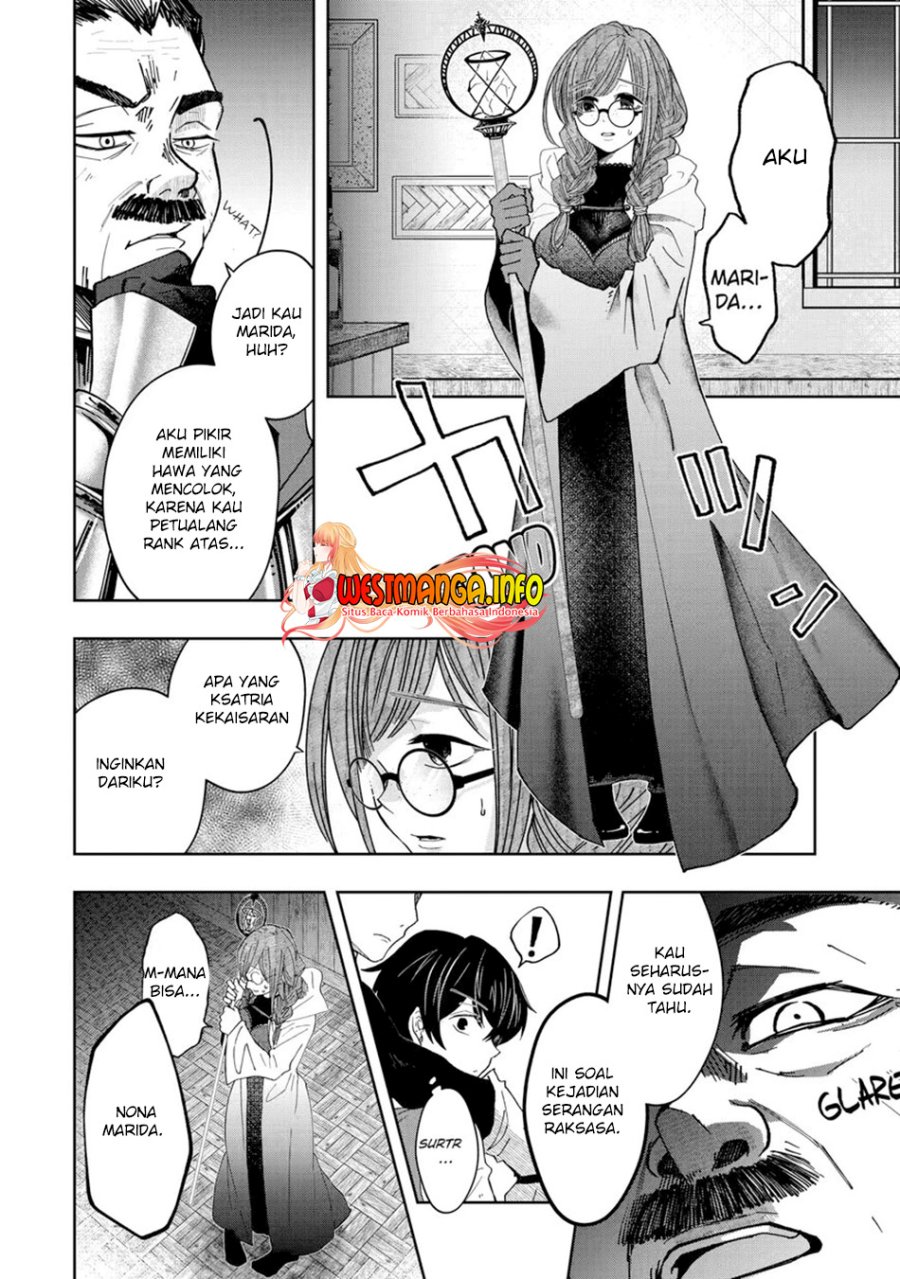 AKU
MARI-
DA...
WHAT?
JADI KAU
MARIDA,
HUH?
AKU PIKIR
MEMILIKI
HAWA YANG
MENCOLOK,
KARENA KAU
PETUALANG
RANK ATAS...
WESTMANGA.INFO
Situs Baca Komik Berbahasa Indonesia
APA YANG
KSATRIA
KEKAISARAN
INGINKAN
DARIKU?
KAU
SEHARUS-
NYA SUDAH
TAHU.
INI SOAL
KEJADIAN
SERANGAN
RAKSASA.
GLARE
!
SURTR
...
M-MANA
BISA...
NONA
MARIDA.